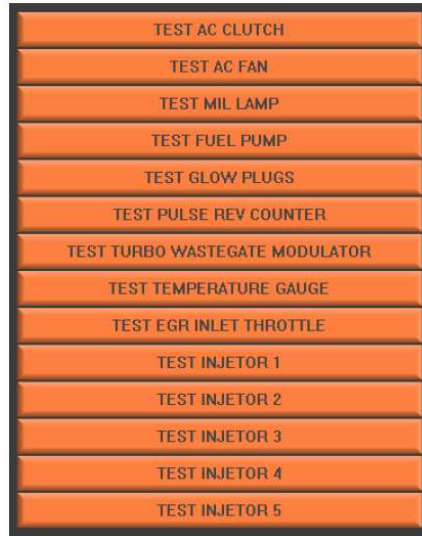 TEST AC CLUTCH
TEST AC FAN
TEST MIL LAMP
TEST FUEL PUMP
TEST GLOW PLUGS
TEST PULSE REV COUNTER
TEST TURBO WASTEGATE MODULATOR
TEST TEMPERATURE GAUGE
TEST EGR INLET THROTTLE
TEST INJETOR 1
TEST INJETOR 2
TEST INJETOR 3
TEST INJETOR 4
TEST INJETOR 5